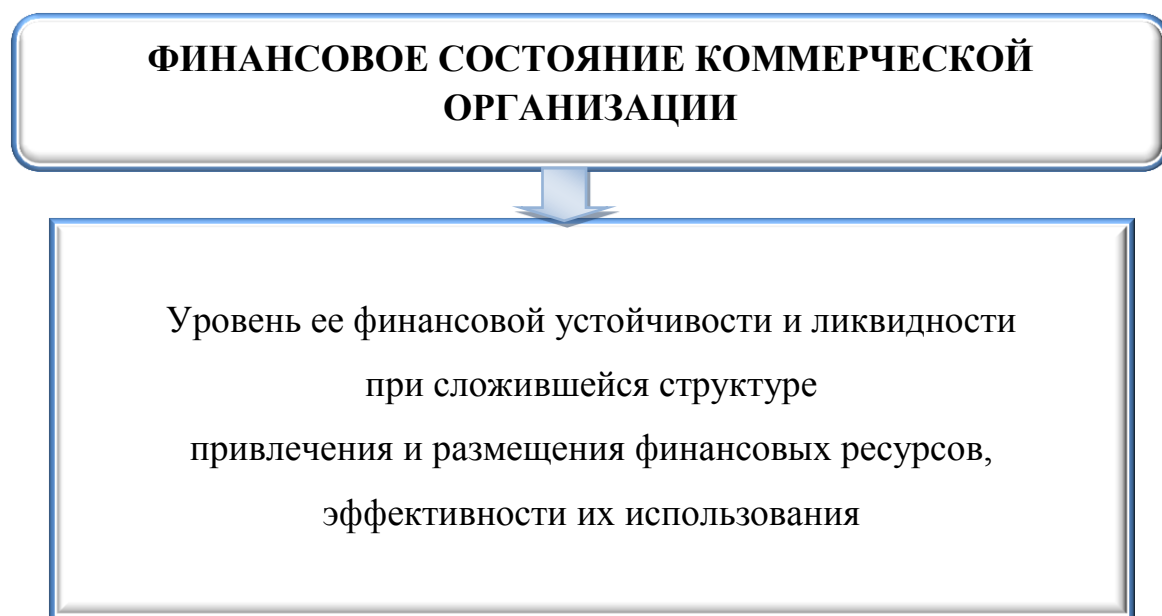 ФИНАНСОВОЕ СОСТОЯНИЕ КОММЕРЧЕСКОЙ
ОРГАНИЗАЦИИ
Уровень ее финансовой устойчивости и ликвидности
при сложившейся структуре
привлечения и размещения финансовых ресурсов,
эффективности их использования